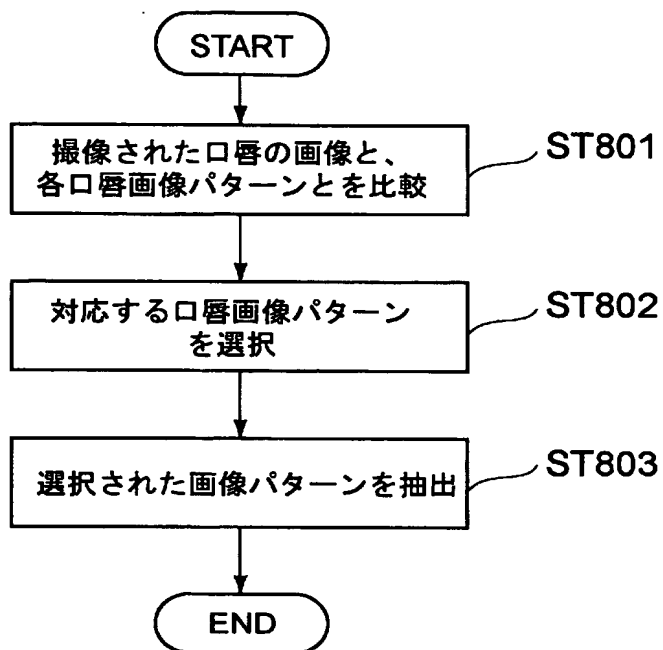 START
撮像された口唇の画像と、
各口唇画像パターンとを比較
ST801
対応する口唇画像パターン
を選択
ST802
選択された画像パターンを抽出
ST803
END